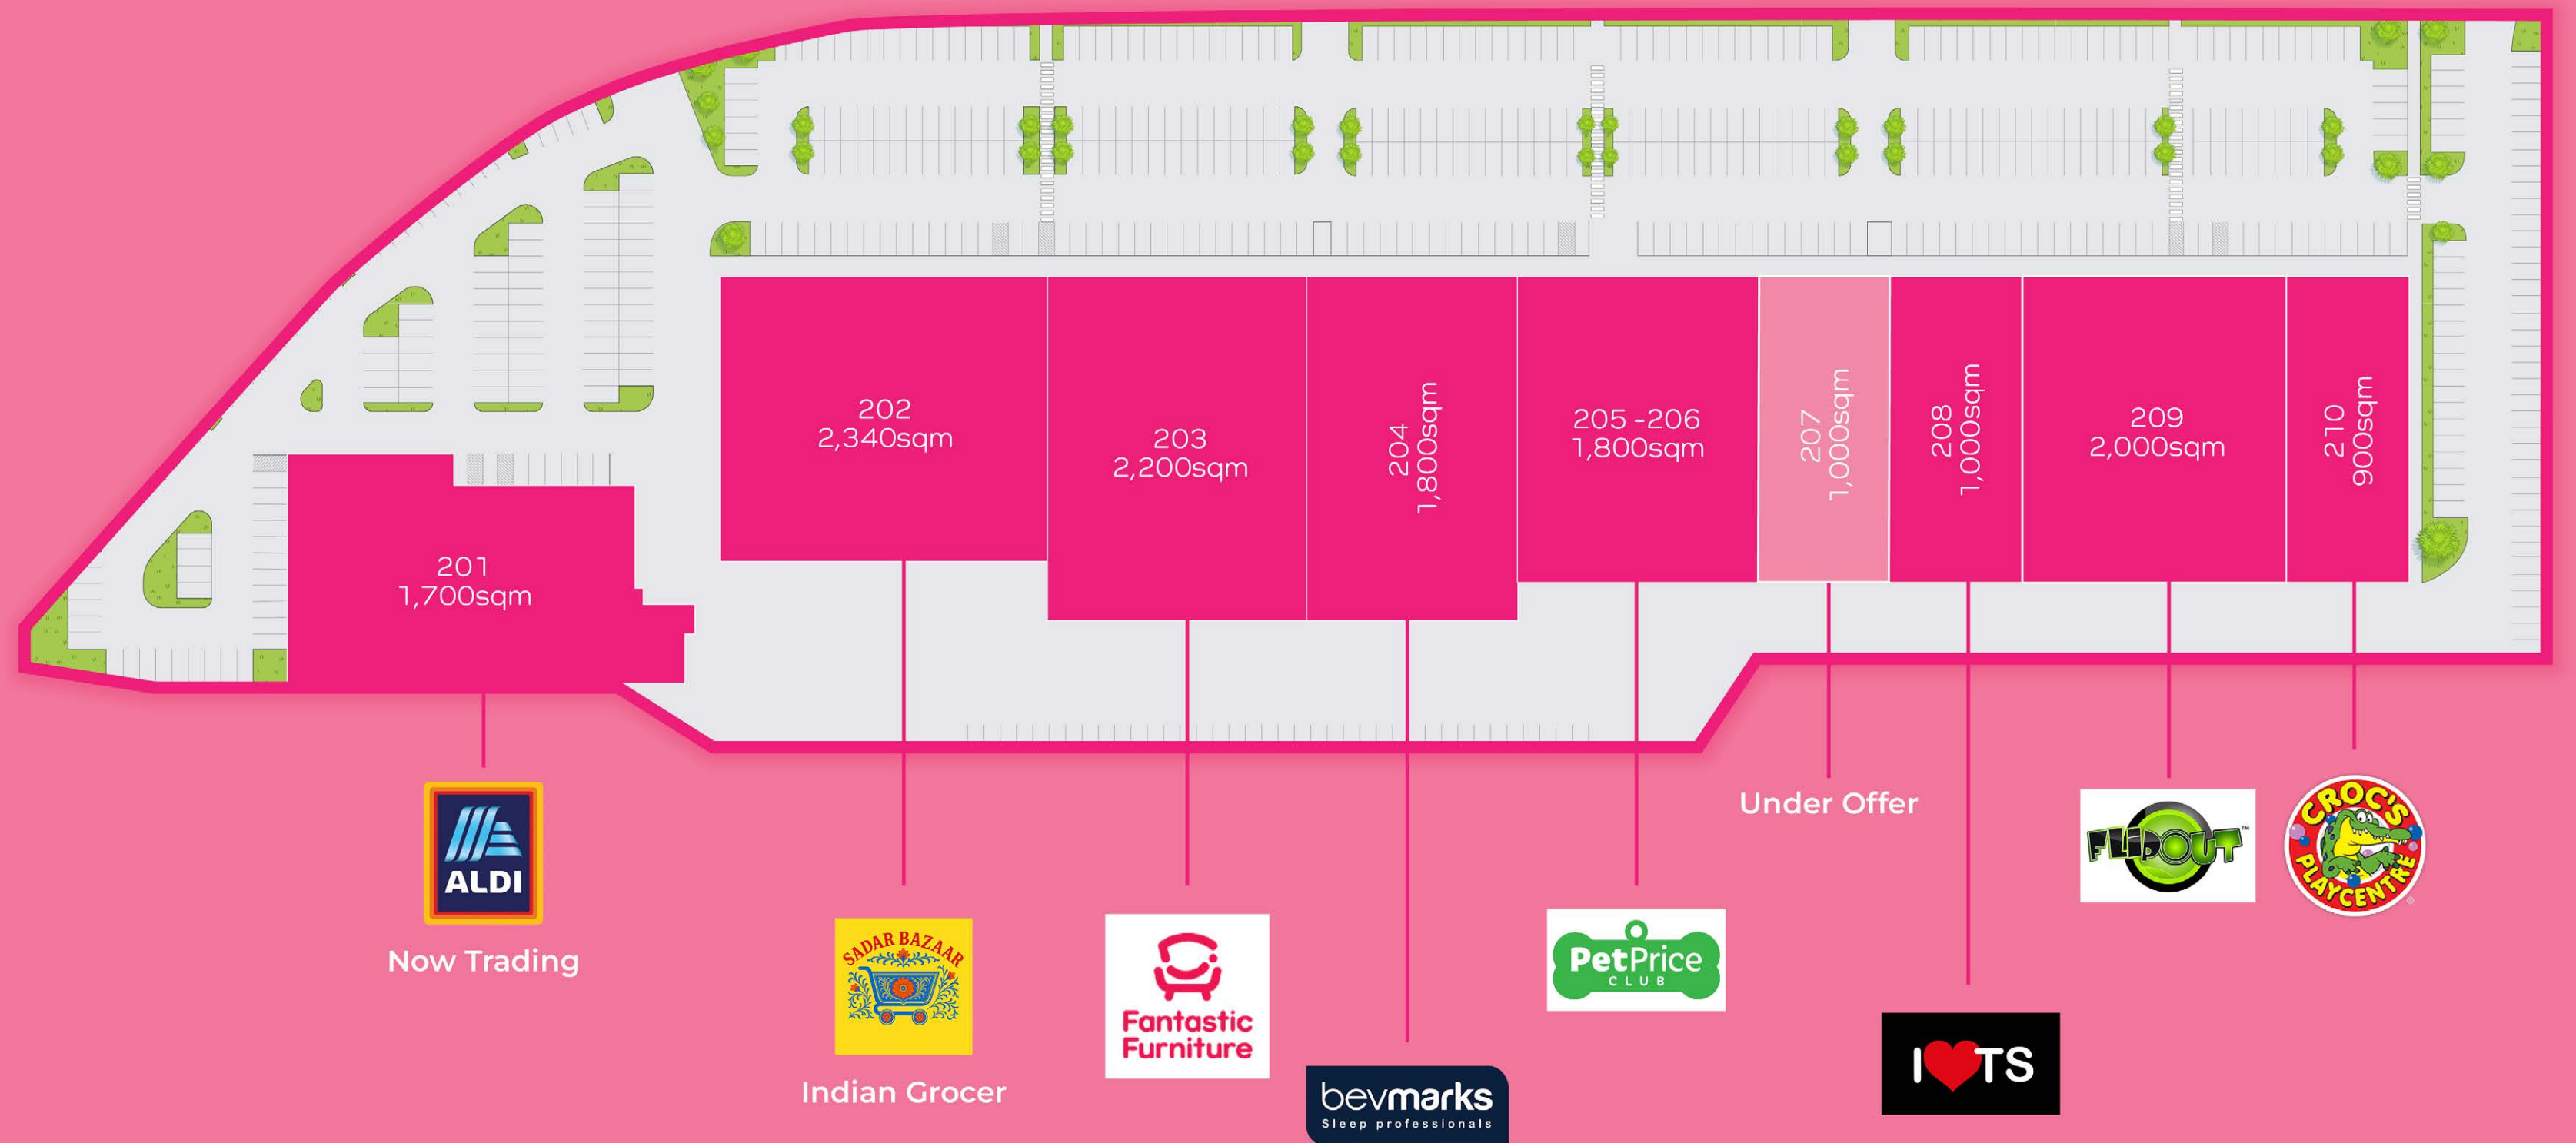 202
2,340sqm
203
2,200sqm
204
1,800sqm
205-206
1,800sqm
207
1,000sqm
208
1,000sqm
209
2,000sqm
210
900sqm
201
1,700sqm
ALDI
Now Trading
SADAR BAZAAR
Indian Grocer
Fantastic
Furniture
bevmarks
Sleep professionals
PetPrice
CLUB
Under Offer
I❤TS
FLIPOUT™
CROC'S
PLAYCENTRE
®